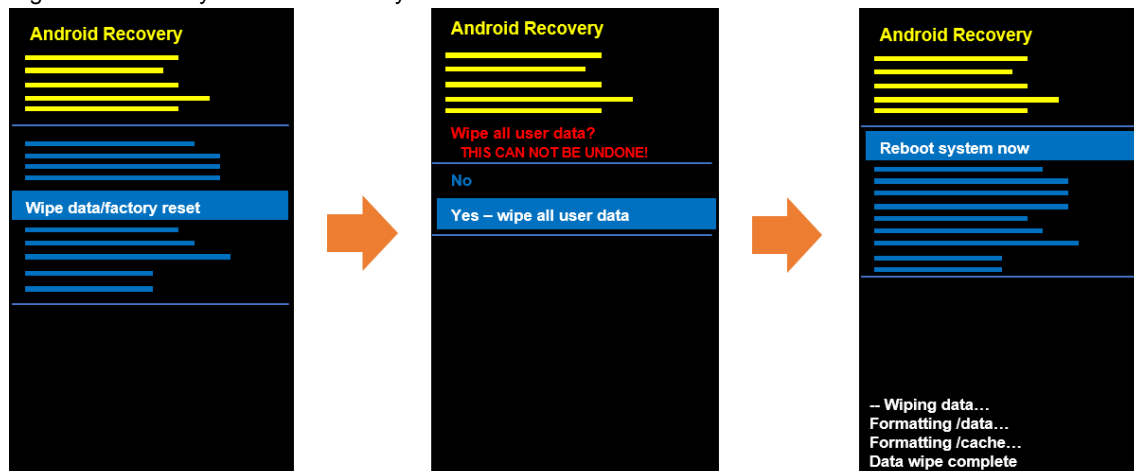 Android Recovery
Wipe data/factory reset
Android Recovery
Wipe all user data?
THIS CAN NOT BE UNDONE!
No
Yes – wipe all user data
Android Recovery
Reboot system now
-- Wiping data…
Formatting /data…
Formatting /cache…
Data wipe complete